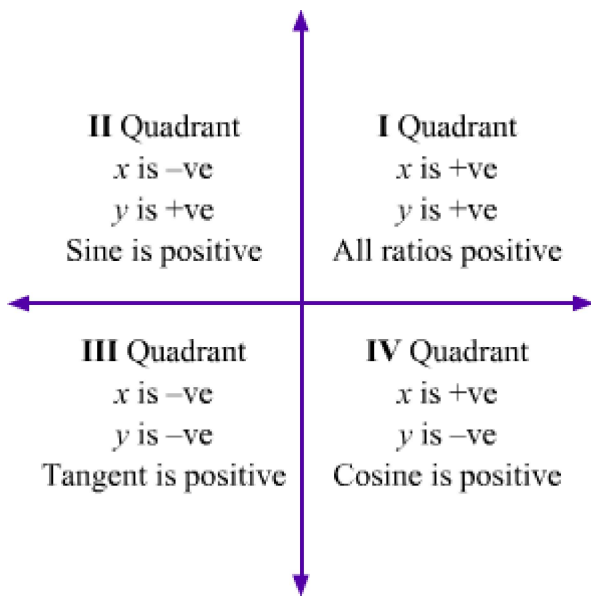 II Quadrant
x is –ve
y is +ve
Sine is positive
I Quadrant
x is +ve
y is +ve
All ratios positive
III Quadrant
x is –ve
y is –ve
Tangent is positive
IV Quadrant
x is +ve
y is –ve
Cosine is positive